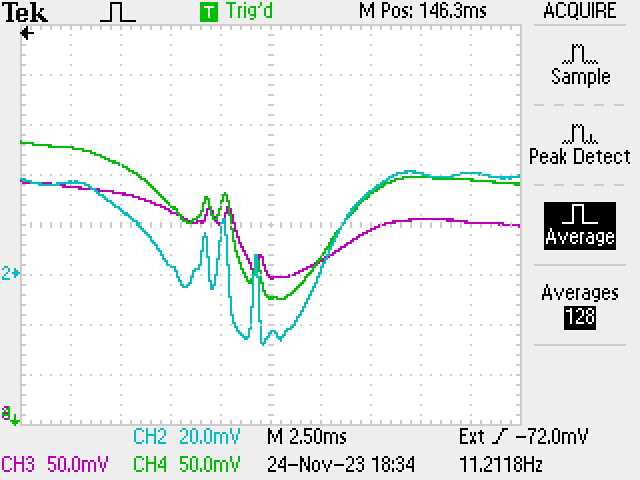 Tek T Trig'd M Pos: 146.3ms ACQUIRE
Sample
Peak Detect
Average
Averages
128
2
CH2 20.0mV M 2.50ms Ext −72.0mV
CH3 50.0mV CH4 50.0mV 24-Nov-23 18:34 11.2118Hz